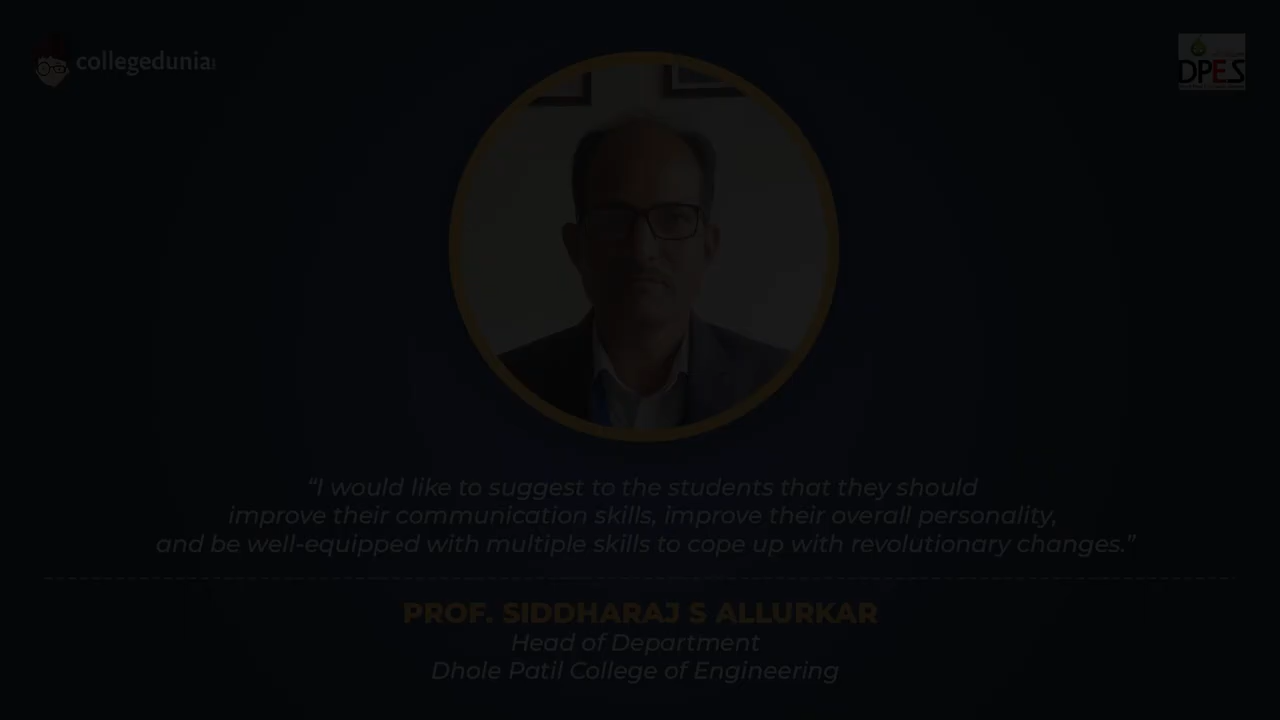 collegedunia
DPES
“I would like to suggest to the students that they should
improve their communication skills, improve their overall personality,
and be well-equipped with multiple skills to cope up with revolutionary changes.”
PROF. SIDDHARAJ S ALLURKAR
Head of Department
Dhole Patil College of Engineering